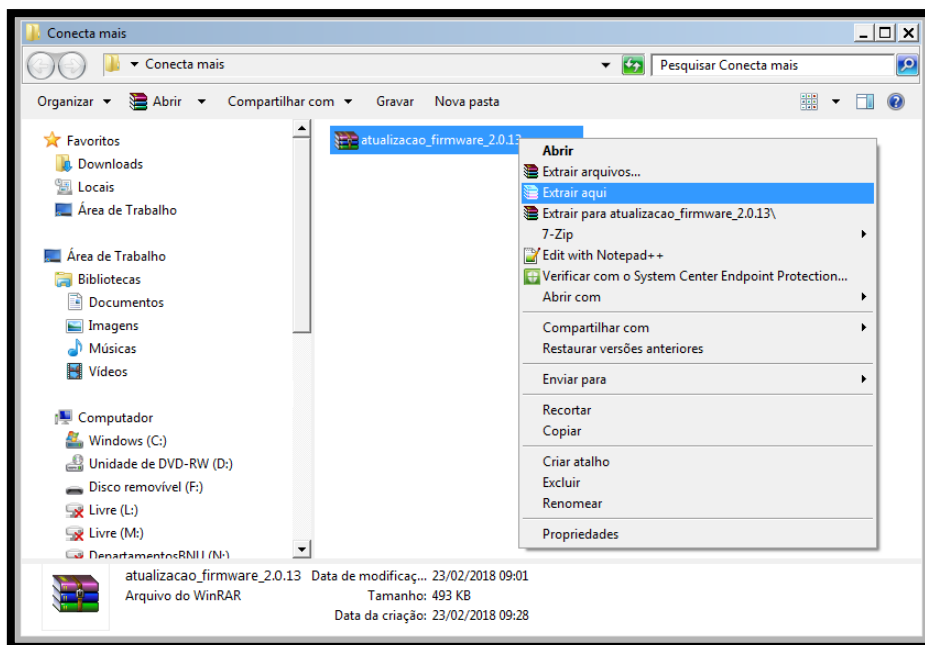 Conecta mais
Conecta mais
Pesquisar Conecta mais
Organizar Abrir Compartilhar com Gravar Nova pasta
Favoritos
Downloads
Locais
Área de Trabalho
Área de Trabalho
Bibliotecas
Documentos
Imagens
Músicas
Vídeos
Computador
Windows (C:)
Unidade de DVD-RW (D:)
Disco removível (F:)
Livre (L:)
Livre (M:)
DepartamentosBNU (N:)
atualizacao_firmware_2.0.13
Abrir
Extrair arquivos...
Extrair aqui
Extrair para atualizacao_firmware_2.0.13\
7-Zip
Edit with Notepad++
Verificar com o System Center Endpoint Protection...
Abrir com
Compartilhar com
Restaurar versões anteriores
Enviar para
Recortar
Copiar
Criar atalho
Excluir
Renomear
Propriedades
atualizacao_firmware_2.0.13 Data de modificaç... 23/02/2018 09:01
Arquivo do WinRAR Tamanho: 493 KB
Data da criação: 23/02/2018 09:28